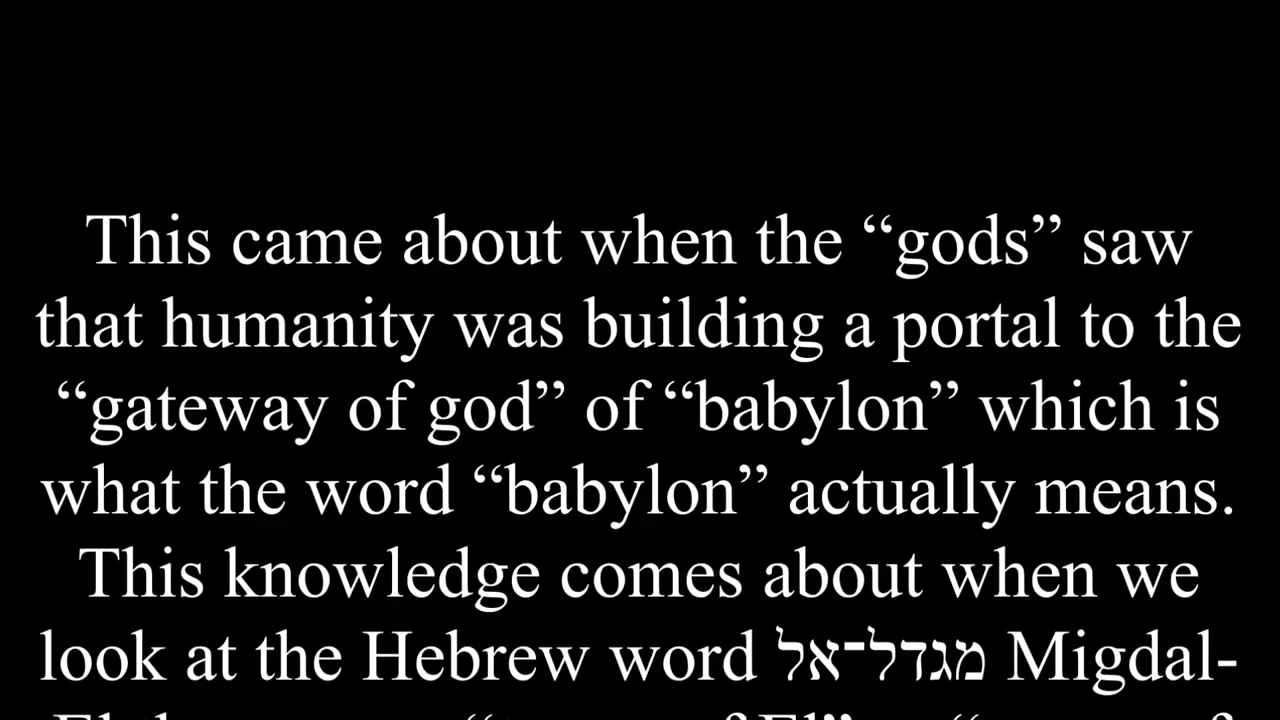 This came about when the “gods” saw
that humanity was building a portal to the
“gateway of god” of “babylon” which is
what the word “babylon” actually means.
This knowledge comes about when we
look at the Hebrew word מגדל־אל Migdal-